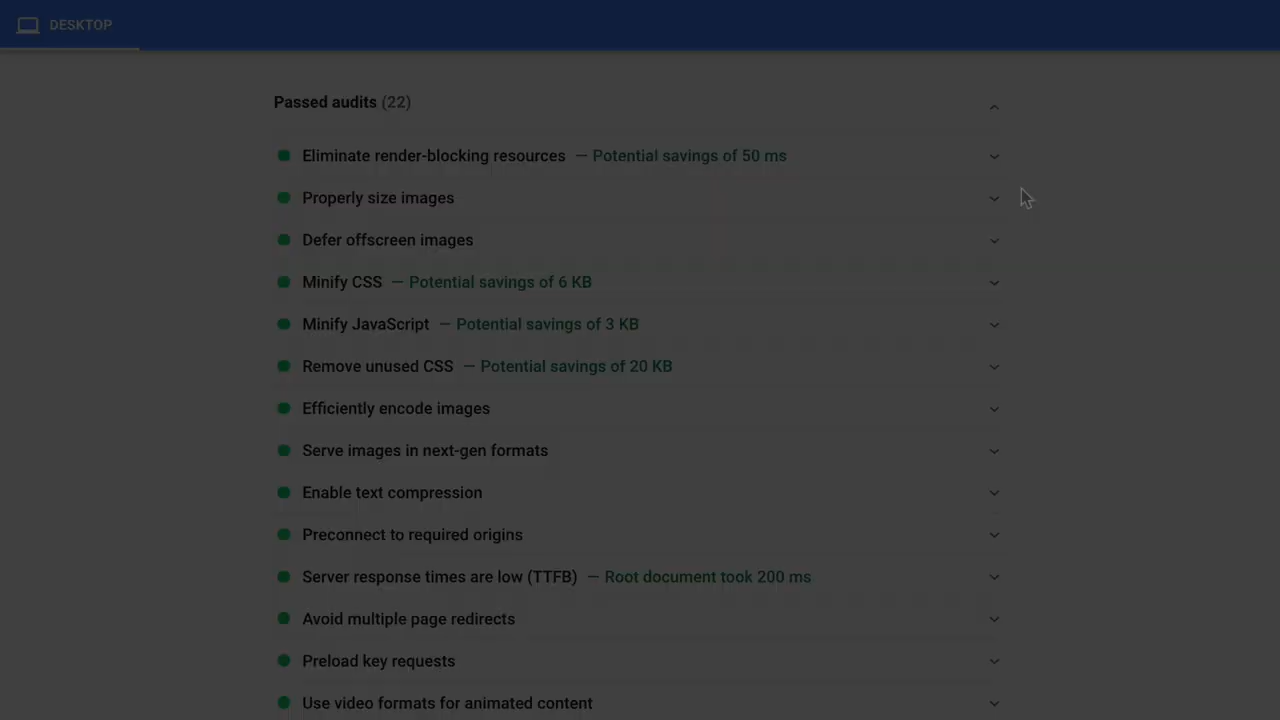 DESKTOP
Passed audits (22)
Eliminate render-blocking resources — Potential savings of 50 ms
Properly size images
Defer offscreen images
Minify CSS — Potential savings of 6 KB
Minify JavaScript — Potential savings of 3 KB
Remove unused CSS — Potential savings of 20 KB
Efficiently encode images
Serve images in next-gen formats
Enable text compression
Preconnect to required origins
Server response times are low (TTFB) — Root document took 200 ms
Avoid multiple page redirects
Preload key requests
Use video formats for animated content